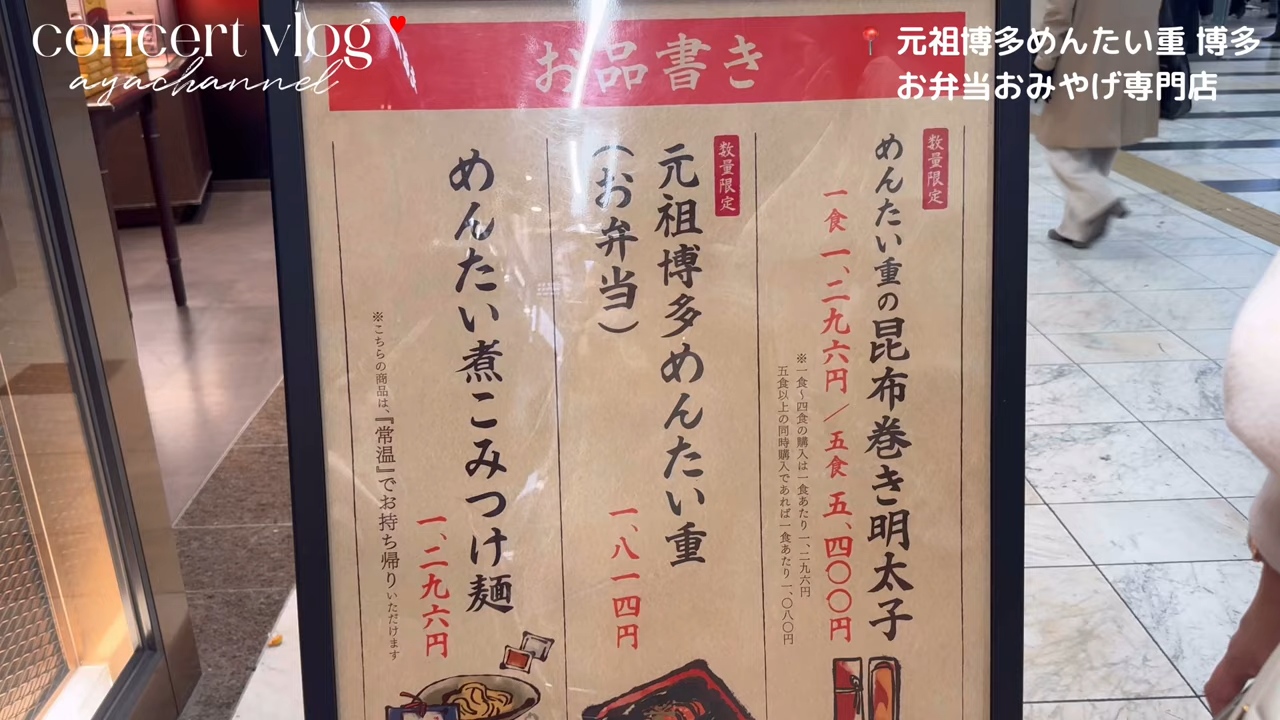 concert vlog
ayachannel
元祖博多めんたい重 博多
お弁当おみやげ専門店
お品書き
数量限定
めんたい重の昆布巻き明太子
一食 一、二九六円／五食 五、四〇〇円
※一食〜四食の購入は一食あたり一、二九六円
五食以上の同時購入であれば一食あたり一、〇八〇円
数量限定
元祖博多めんたい重
(お弁当)
一、八一四円
めんたい煮こみつけ麺
一、二九六円
※こちらの商品は、『常温』でお持ち帰りいただけます